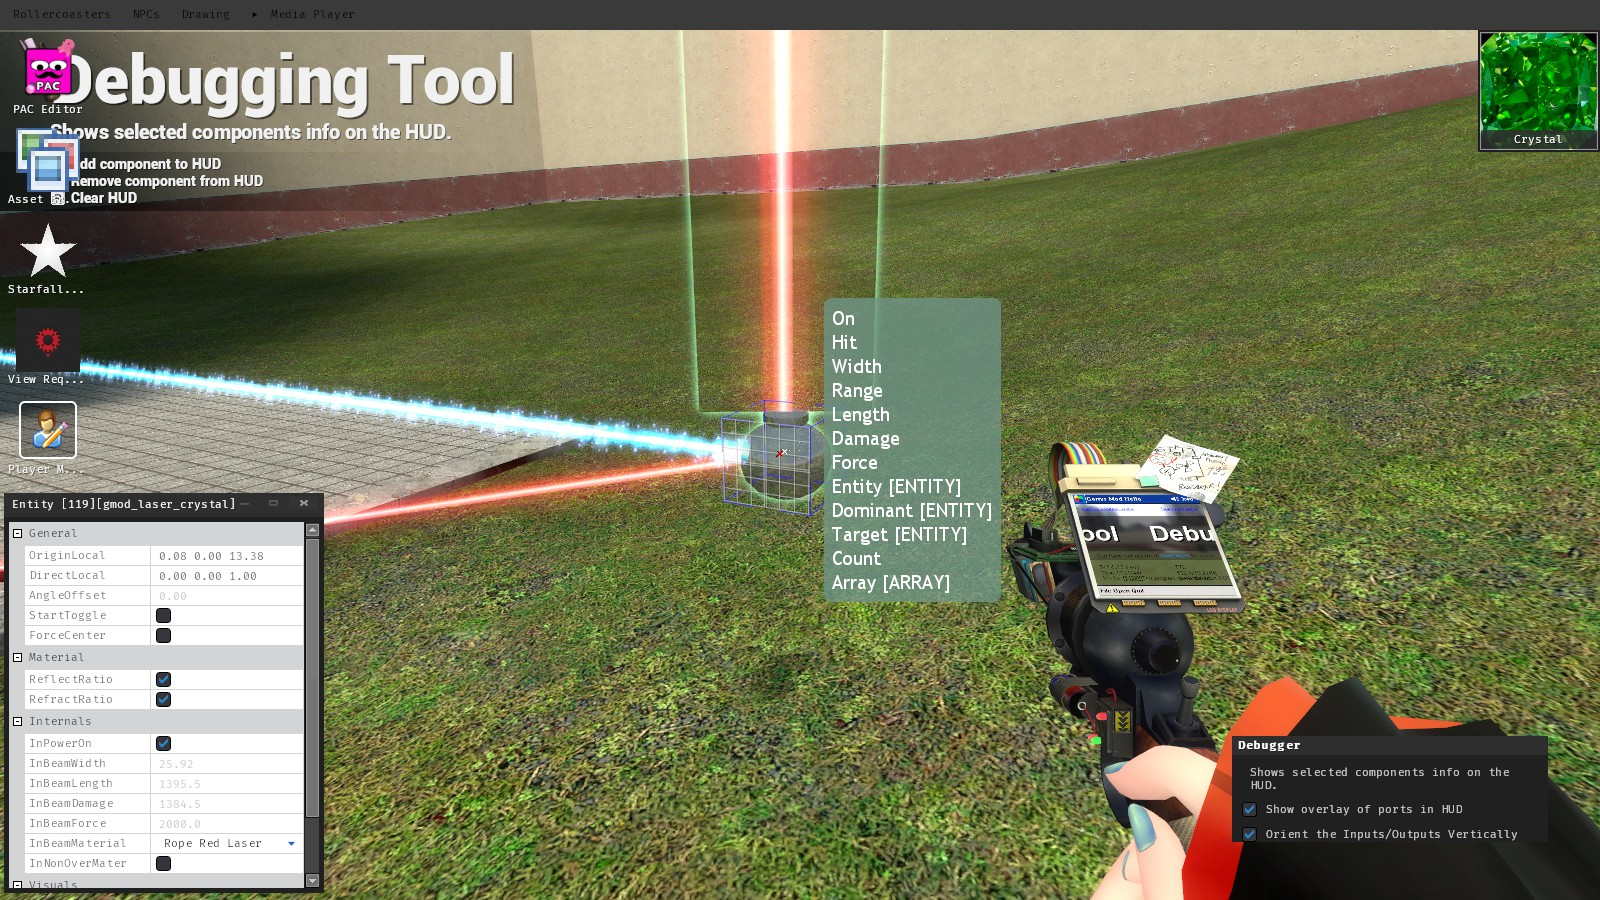 Rollercoasters NPCs Drawing ▸ Media Player
PAC
PAC Editor
Debugging Tool
Shows selected components info on the HUD.
dd component to HUD
Remove component from HUD
Asset
Clear HUD
Starfall...
View Req...
Player M...
Crystal
On
Hit
Width
Range
Length
Damage
Force
Entity [ENTITY]
Dominant [ENTITY]
Target [ENTITY]
Count
Array [ARRAY]
Entity [119][gmod_laser_crystal]
General
OriginLocal 0.08 0.00 13.38
DirectLocal 0.00 0.00 1.00
AngleOffset 0.00
StartToggle
ForceCenter
Material
ReflectRatio
RefractRatio
Internals
InPowerOn
InBeamWidth 25.92
InBeamLength 1395.5
InBeamDamage 1384.5
InBeamForce 2000.0
InBeamMaterial Rope Red Laser
InNonOverMater
Visuals
ool Debu
File Open Quit
Debugger
Shows selected components info on the
HUD.
Show overlay of ports in HUD
Orient the Inputs/Outputs Vertically